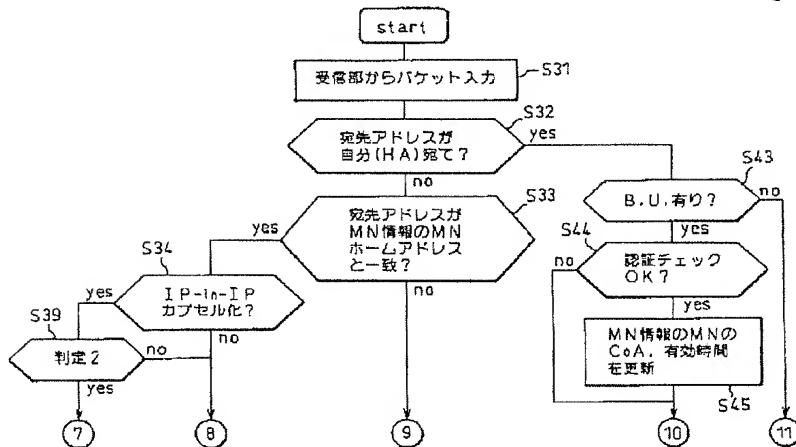 start
受信部からパケット入力
S31
宛先アドレスが
自分(HA)宛て？
S32
yes
no
宛先アドレスが
MN情報のMN
ホームアドレス
と一致？
S33
yes
no
B.U.有り？
S43
no
yes
S44
認証チェック
OK？
no
yes
S34
IP-in-IP
カプセル化？
yes
no
S39
判定2
no
yes
MN情報のMNの
CoA, 有効時間
を更新
S45
7
8
9
10
11